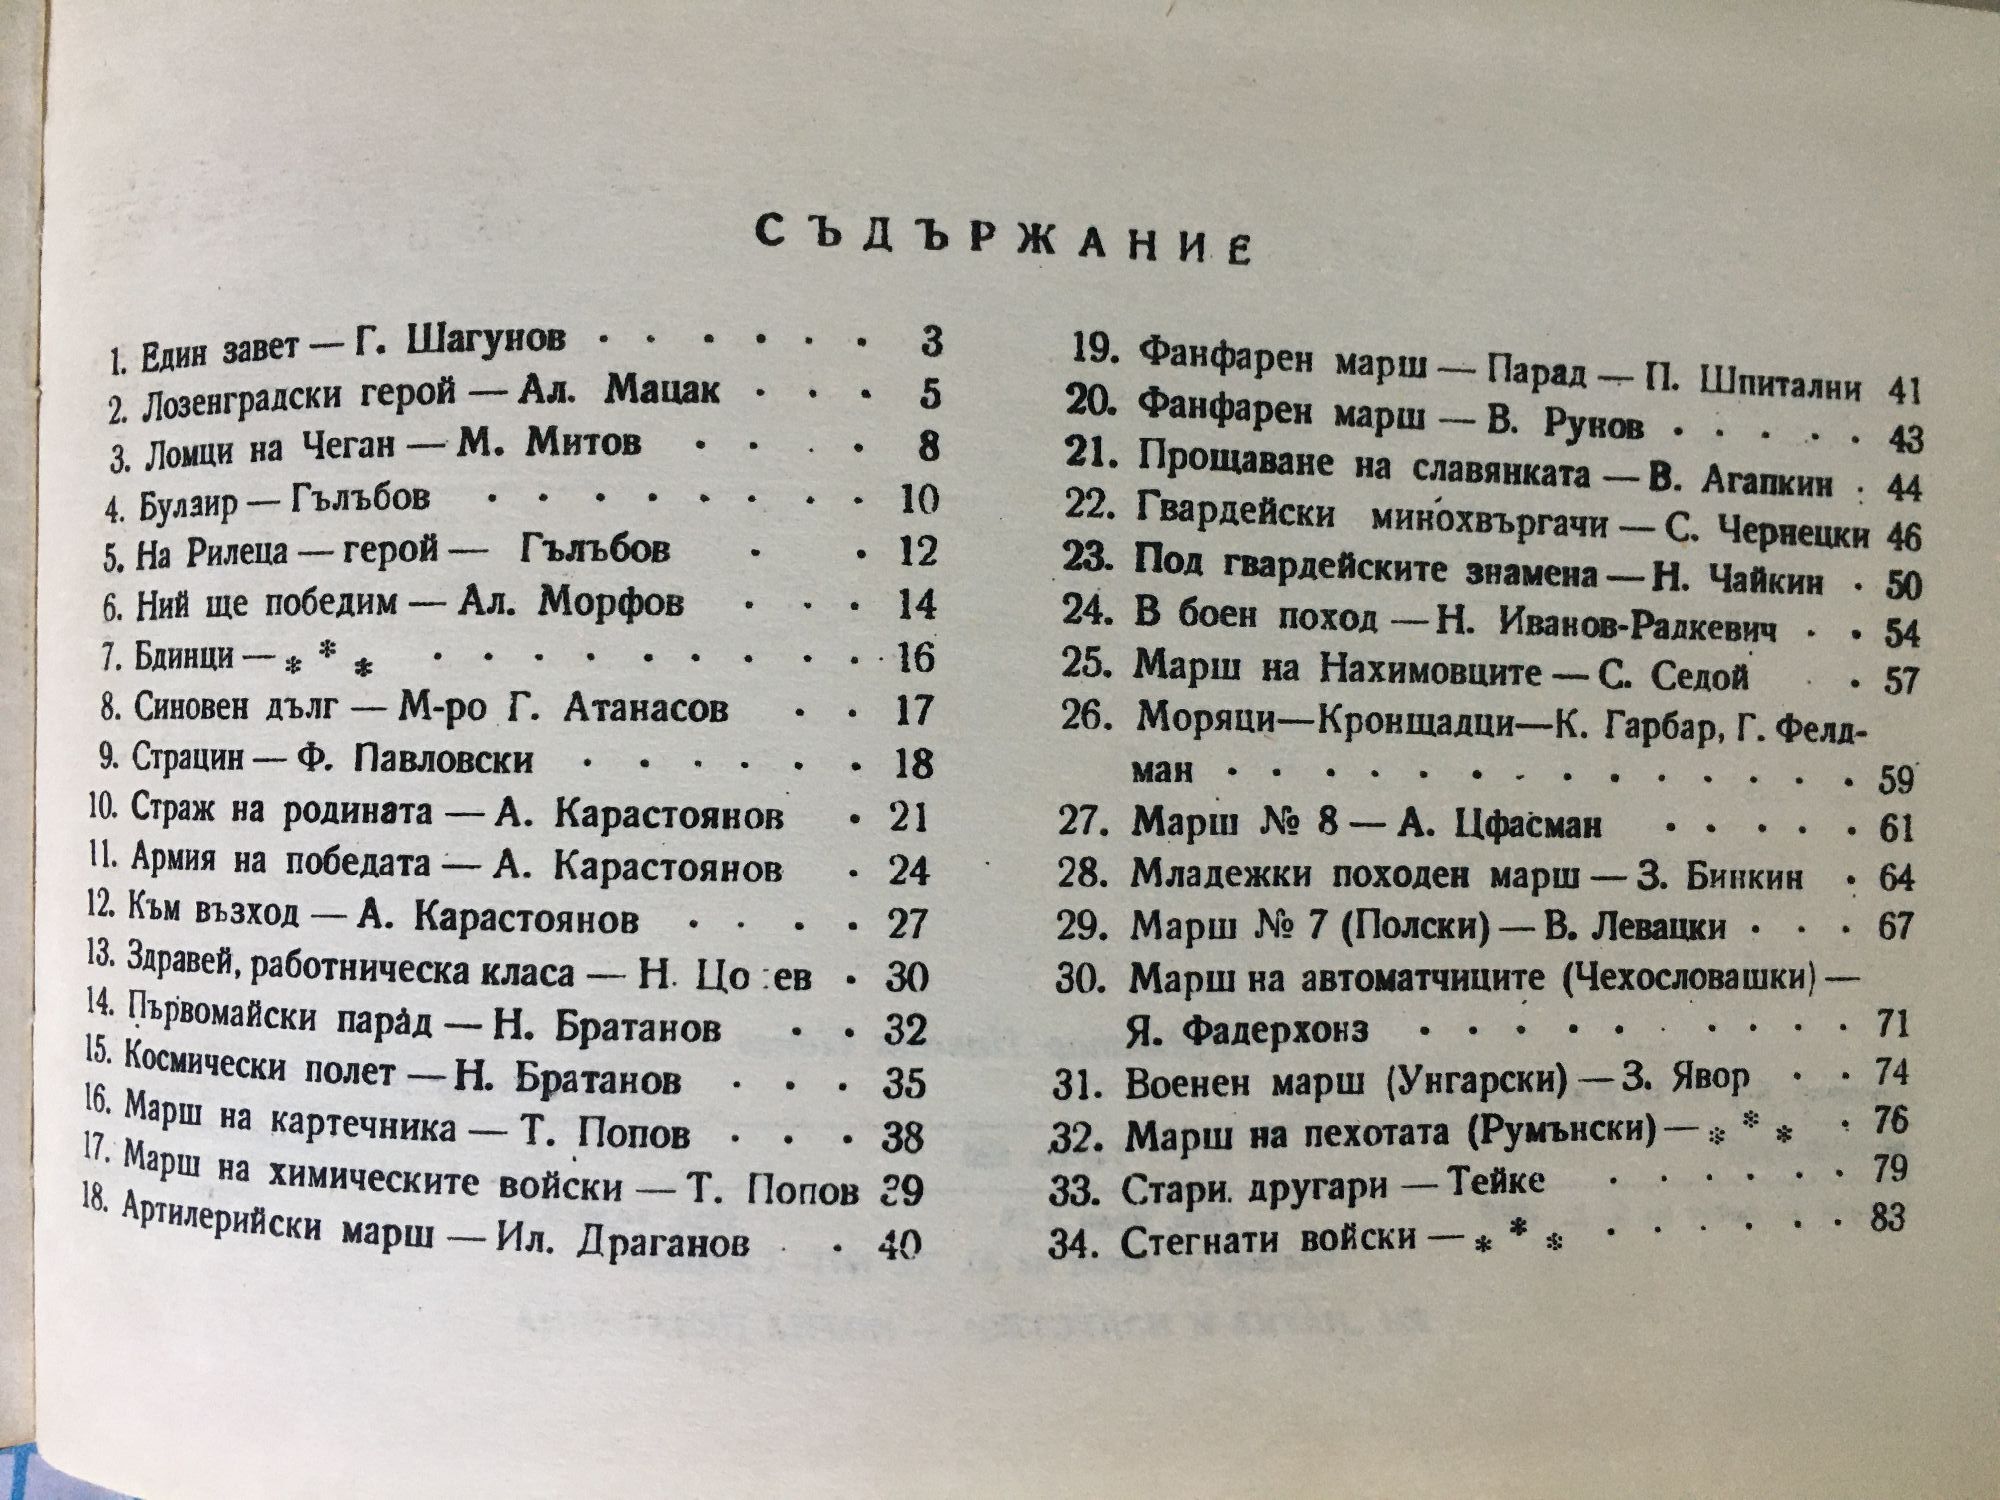 СЪДЪРЖАНИЕ
1. Един завет — Г. Шагунов . . . . . . 3
2. Лозенградски герой — Ал. Мацак . . . 5
3. Ломци на Чеган — М. Митов . . . . 8
4. Булаир — Гълъбов . . . . . . . . 10
5. На Рилеца — герой — Гълъбов . . 12
6. Ний ще победим — Ал. Морфов . . . 14
7. Бдинци — * * * . . . . . . . . . . 16
8. Синовен дълг — М-ро Г. Атанасов . . 17
9. Страцин — Ф. Павловски . . . . . . 18
10. Страж на родината — А. Карастоянов . 21
11. Армия на победата — А. Карастоянов . 24
12. Към възход — А. Карастоянов . . . . 27
13. Здравей, работническа класа — Н. . 30
14. Първомайски парад — Н. Братанов . . 32
15. Космически полет — Н. Братанов . . . 35
16. Марш на картечника — Т. Попов . . . 38
17. Марш на химическите войски — Т. Попов 39
18. Артилерийски марш — Ил. Драганов . . 40
19. Фанфарен марш — Парад — П. Шпитални 41
20. Фанфарен марш — В. Рунов . . . . . 43
21. Прощаване на славянката — В. Агапкин . 44
22. Гвардейски минохвъргачи — С. Чернецки 46
23. Под гвардейските знамена — Н. Чайкин . 50
24. В боен поход — Н. Иванов-Радкевич . . 54
25. Марш на Нахимовците — С. Седой . . 57
26. Моряци—Кронщадци—К. Гарбар, Г. Фелд-
ман . . . . . . . . . . . . . . 59
27. Марш № 8 — А. Цфасман . . . . . 61
28. Младежки походен марш — З. Бинкин . 64
29. Марш № 7 (Полски) — В. Левацки . . . 67
30. Марш на автоматчиците (Чехословашки) —
Я. Фадерхонз . . . . . . . . . . 71
31. Военен марш (Унгарски) — З. Явор . . 74
32. Марш на пехотата (Румънски) — * * * . 76
33. Стари другари — Тейке . . . . . . 79
34. Стегнати войски — * * * . . . . . . 83